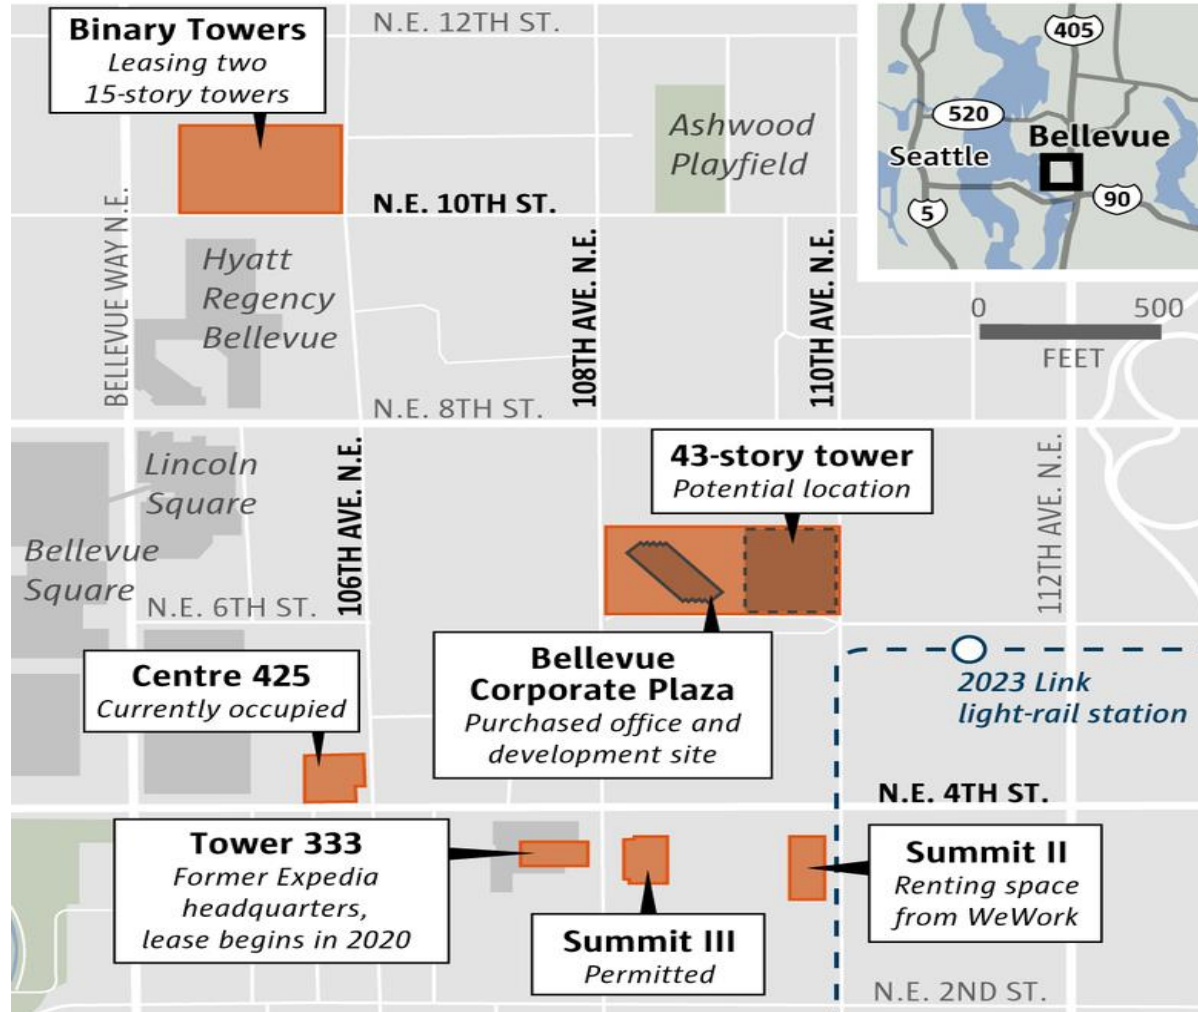 N.E. 12TH ST.
Binary Towers
Leasing two
15-story towers
405
520
Bellevue
Seattle
5
90
Ashwood
Playfield
N.E. 10TH ST.
BELLEVUE WAY N.E.
Hyatt
Regency
Bellevue
108TH AVE. N.E.
110TH AVE. N.E.
0 500
FEET
N.E. 8TH ST.
Lincoln
Square
43-story tower
Potential location
106TH AVE. N.E.
112TH AVE. N.E.
Bellevue
Square
N.E. 6TH ST.
Bellevue
Corporate Plaza
Purchased office and
development site
Centre 425
Currently occupied
2023 Link
light-rail station
N.E. 4TH ST.
Tower 333
Former Expedia
headquarters,
lease begins in 2020
Summit III
Permitted
Summit II
Renting space
from WeWork
N.E. 2ND ST.